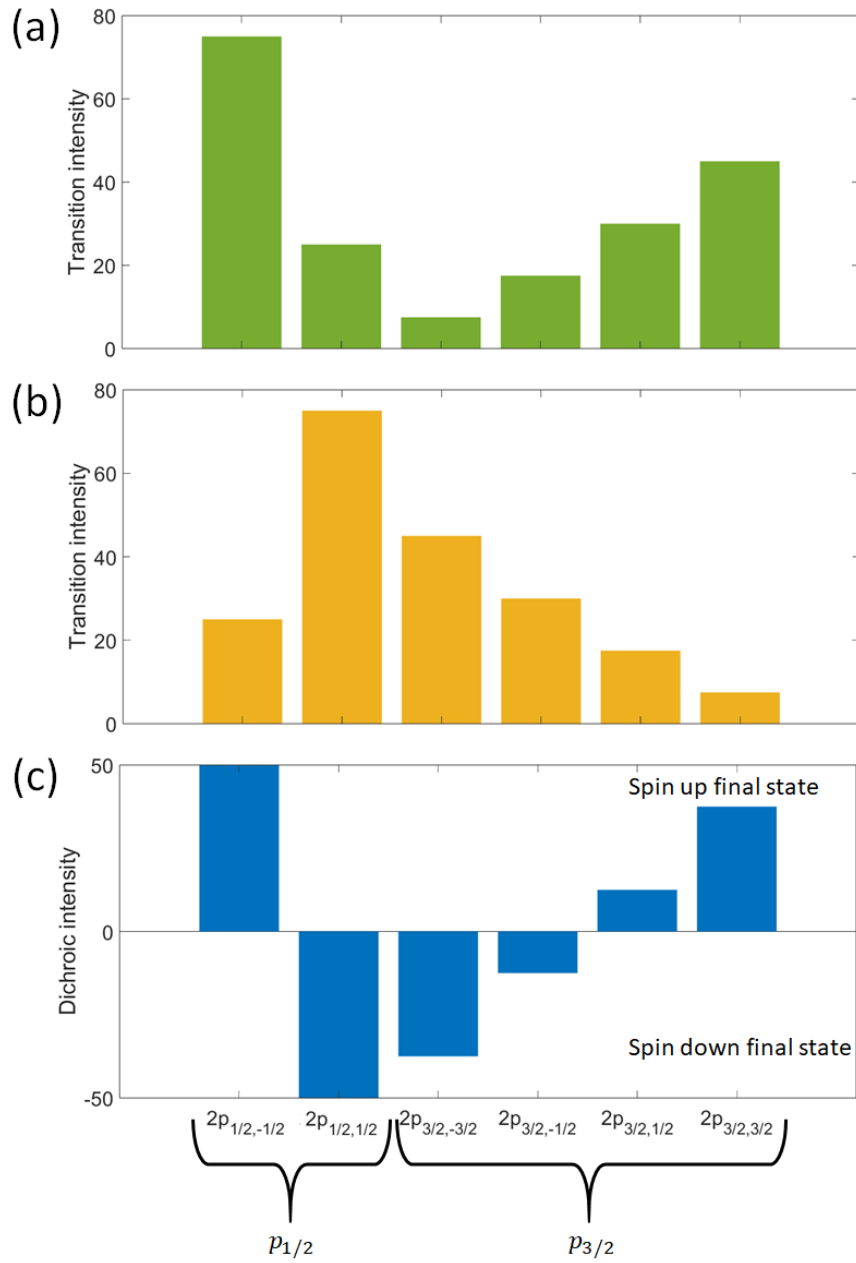 (a)
80
60
40
20
0
Transition intensity
(b)
80
60
40
20
0
Transition intensity
(c)
50
0
-50
Dichroic intensity
Spin up final state
Spin down final state
2p1/2,-1/2 2p1/2,1/2 2p3/2,-3/2 2p3/2,-1/2 2p3/2,1/2 2p3/2,3/2
p1/2 p3/2